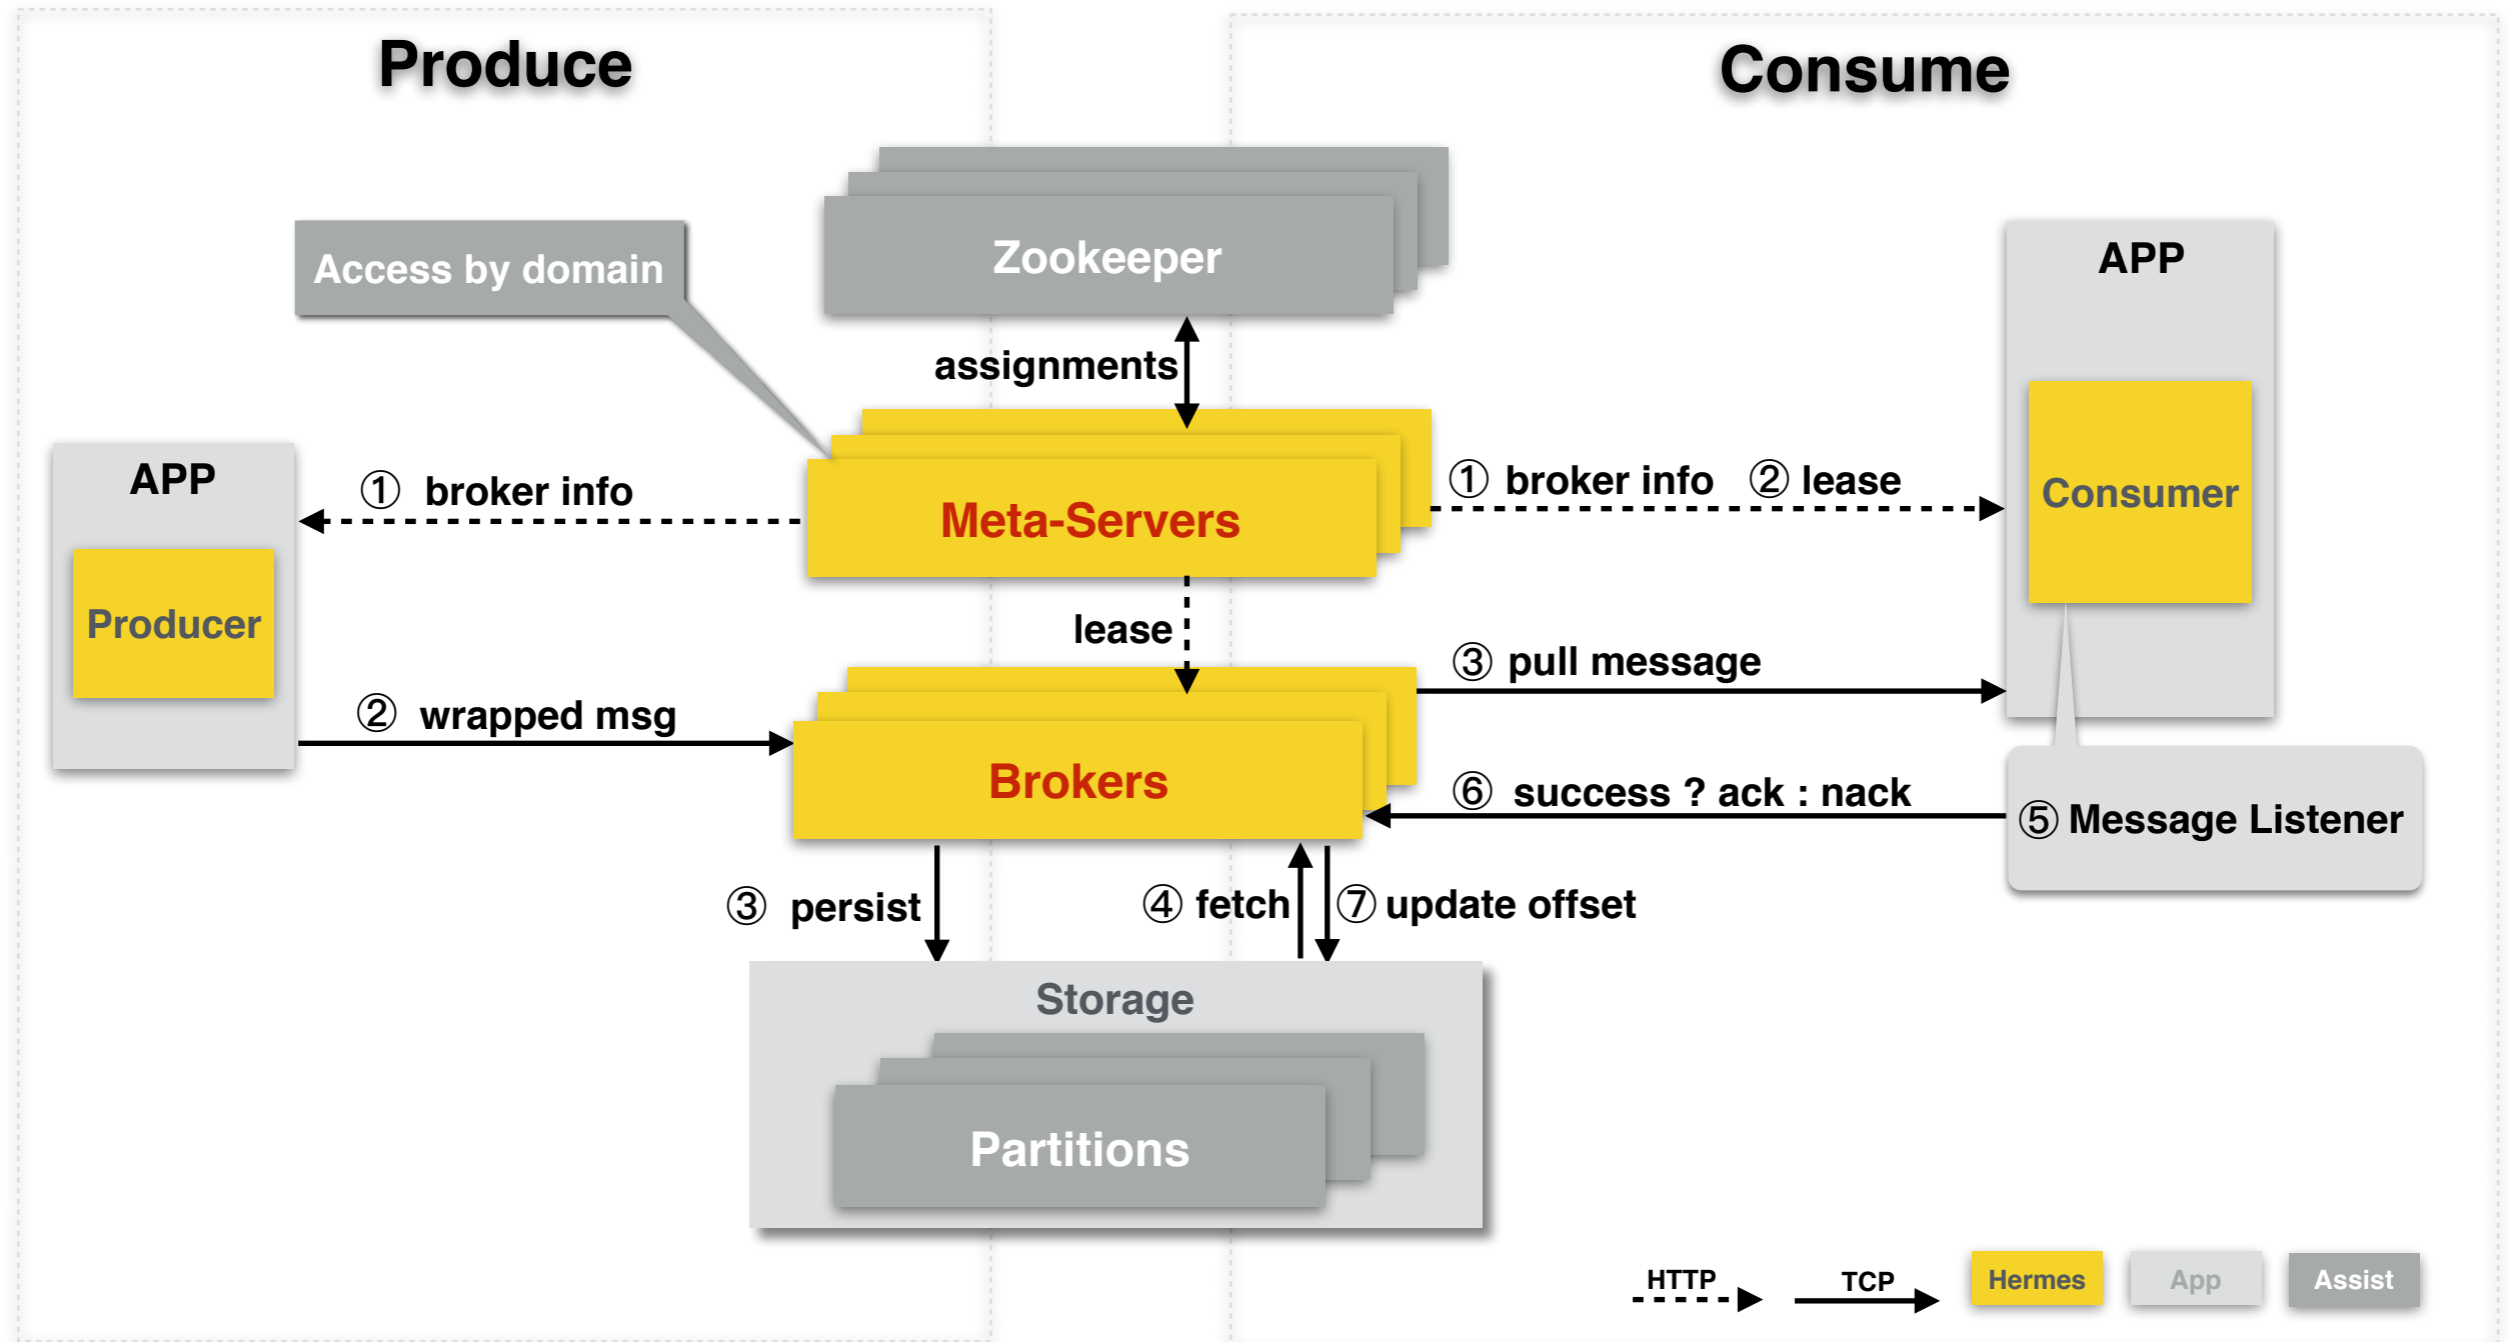 Produce
Consume
Zookeeper
Access by domain
APP
assignments
APP
① broker info
Meta-Servers
① broker info ② lease
Consumer
Producer
lease
③ pull message
② wrapped msg
Brokers
⑥ success ? ack : nack
⑤ Message Listener
③ persist
④ fetch
⑦ update offset
Storage
Partitions
HTTP
TCP
Hermes
App
Assist